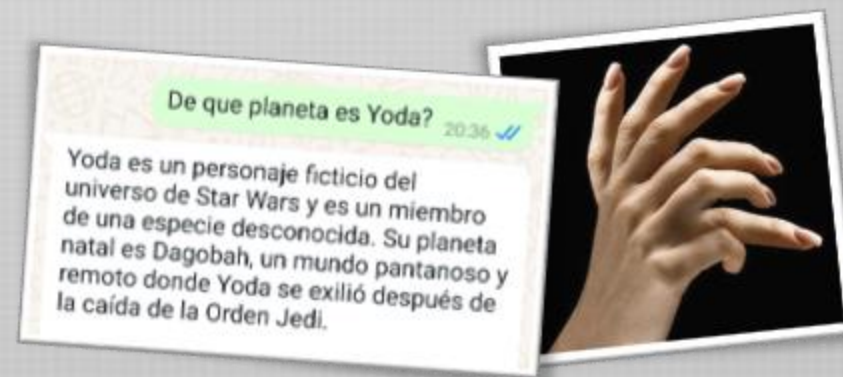 De que planeta es Yoda?
20:36
Yoda es un personaje ficticio del
universo de Star Wars y es un miembro
de una especie desconocida. Su planeta
natal es Dagobah, un mundo pantanoso y
remoto donde Yoda se exilió después de
la caída de la Orden Jedi.